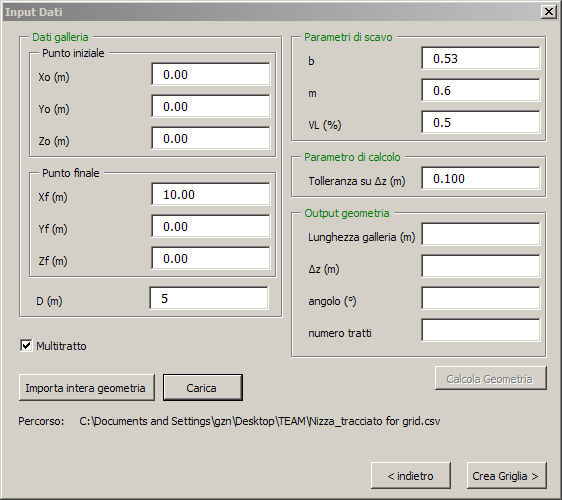 Input Dati
Dati galleria
Punto iniziale
Xo (m) 0.00
Yo (m) 0.00
Zo (m) 0.00
Punto finale
Xf (m) 10.00
Yf (m) 0.00
Zf (m) 0.00
D (m) 5
Multitratto
Importa intera geometria
Carica
Parametri di scavo
b 0.53
m 0.6
VL (%) 0.5
Parametro di calcolo
Tolleranza su Δz (m) 0.100
Output geometria
Lunghezza galleria (m)
Δz (m)
angolo (°)
numero tratti
Calcola Geometria
Percorso: C:\Documents and Settings\gzn\Desktop\TEAM\Nizza_tracciato for grid.csv
< indietro
Crea Griglia >